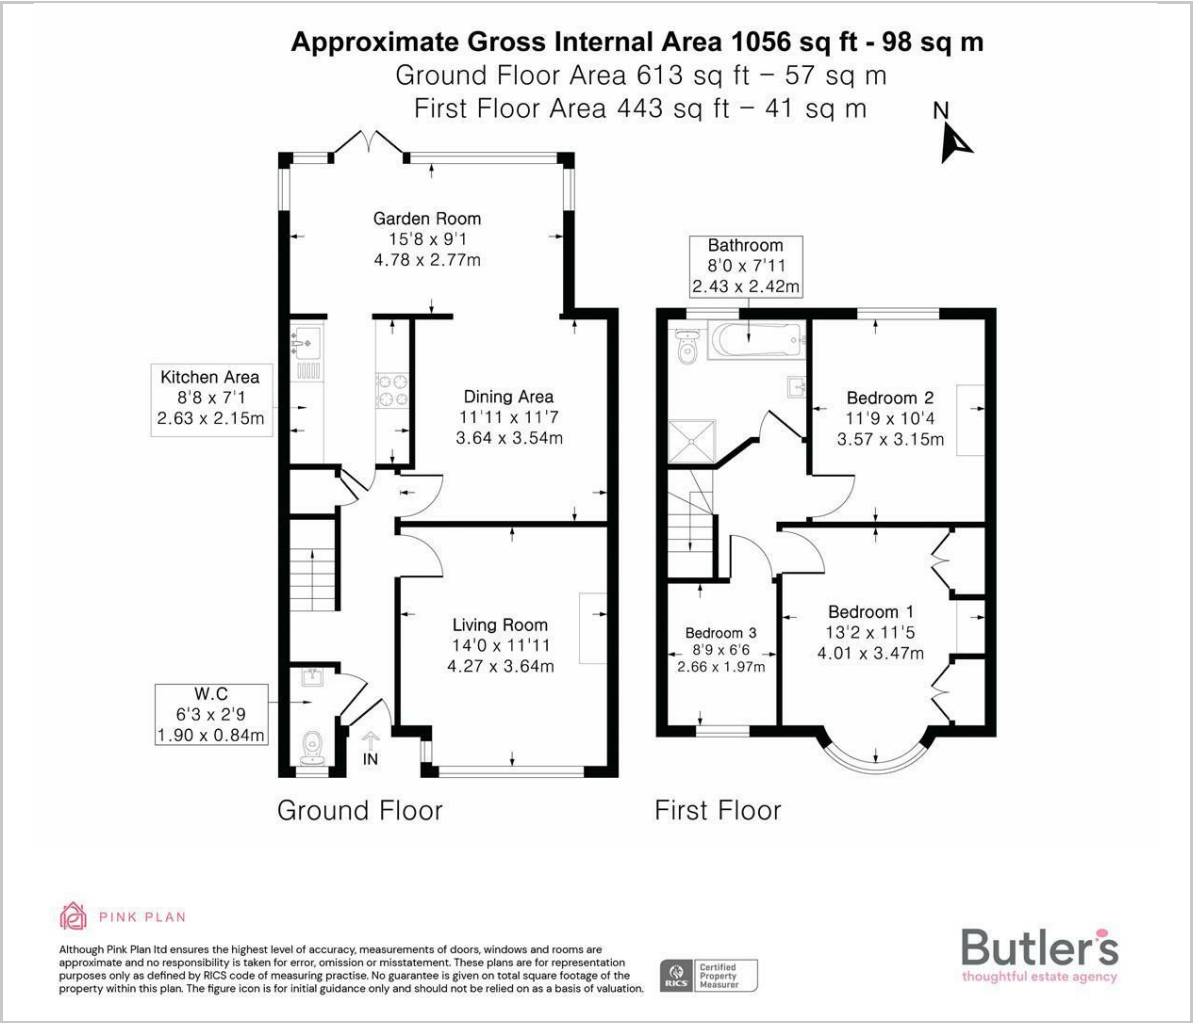 Approximate Gross Internal Area 1056 sq ft - 98 sq m
Ground Floor Area 613 sq ft – 57 sq m
First Floor Area 443 sq ft – 41 sq m
N
Garden Room
15'8 x 9'1
4.78 x 2.77m
Kitchen Area
8'8 x 7'1
2.63 x 2.15m
Dining Area
11'11 x 11'7
3.64 x 3.54m
Living Room
14'0 x 11'11
4.27 x 3.64m
W.C
6'3 x 2'9
1.90 x 0.84m
IN
Ground Floor
Bathroom
8'0 x 7'11
2.43 x 2.42m
Bedroom 2
11'9 x 10'4
3.57 x 3.15m
Bedroom 1
13'2 x 11'5
4.01 x 3.47m
Bedroom 3
8'9 x 6'6
2.66 x 1.97m
First Floor
PINK PLAN
Although Pink Plan ltd ensures the highest level of accuracy, measurements of doors, windows and rooms are
approximate and no responsibility is taken for error, omission or misstatement. These plans are for representation
purposes only as defined by RICS code of measuring practise. No guarantee is given on total square footage of the
property within this plan. The figure icon is for initial guidance only and should not be relied on as a basis of valuation.
RICS
Certified
Property
Measurer
Butler's
thoughtful estate agency